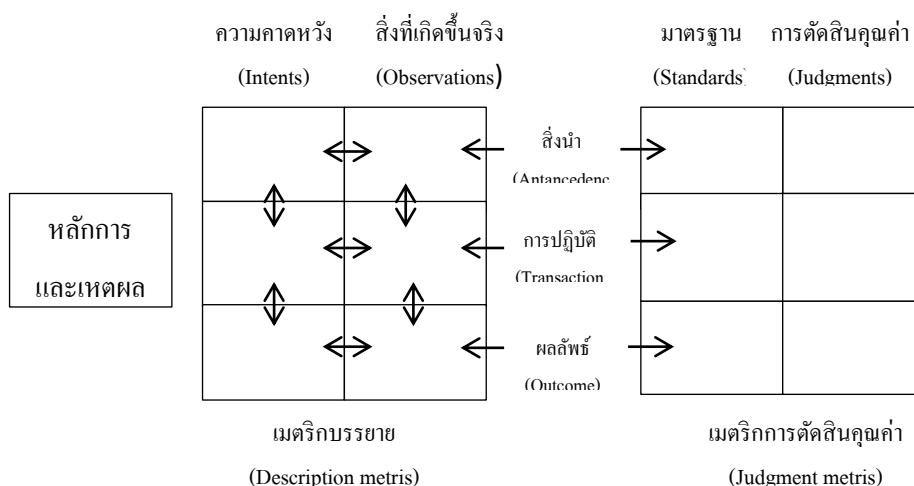 ความคาดหวัง สิ่งที่เกิดขึ้นจริง มาตรฐาน การตัดสินคุณค่า
(Intents) (Observations) (Standards) (Judgments)
สิ่งนำ
(Antancedenc
หลักการ
และเหตผล
การปฏิบัติ
(Transaction
ผลลัพธ์
(Outcome)
เมตริกบรรยาย เมตริกการตัดสินคุณค่า
(Description metris) (Judgment metris)